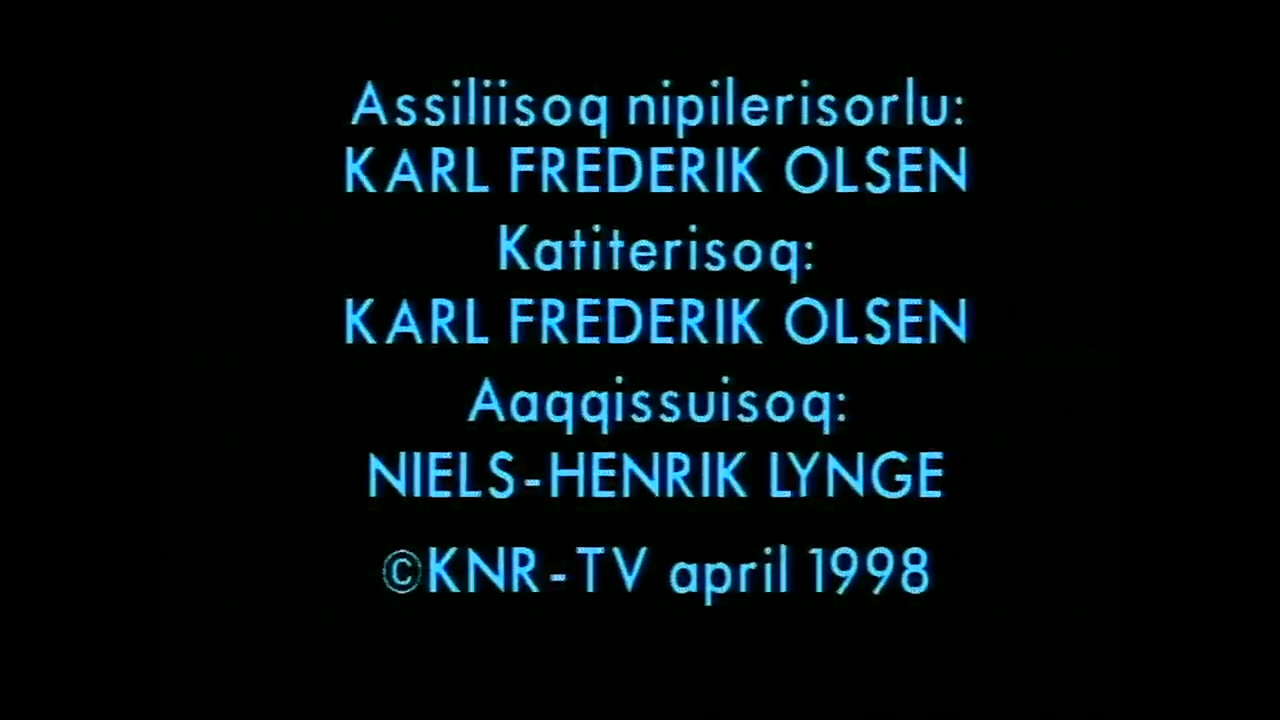 Assiliisoq nipilerisorlu:
KARL FREDERIK OLSEN
Katiterisoq:
KARL FREDERIK OLSEN
Aaqqissuisoq:
NIELS-HENRIK LYNGE
©KNR-TV april 1998